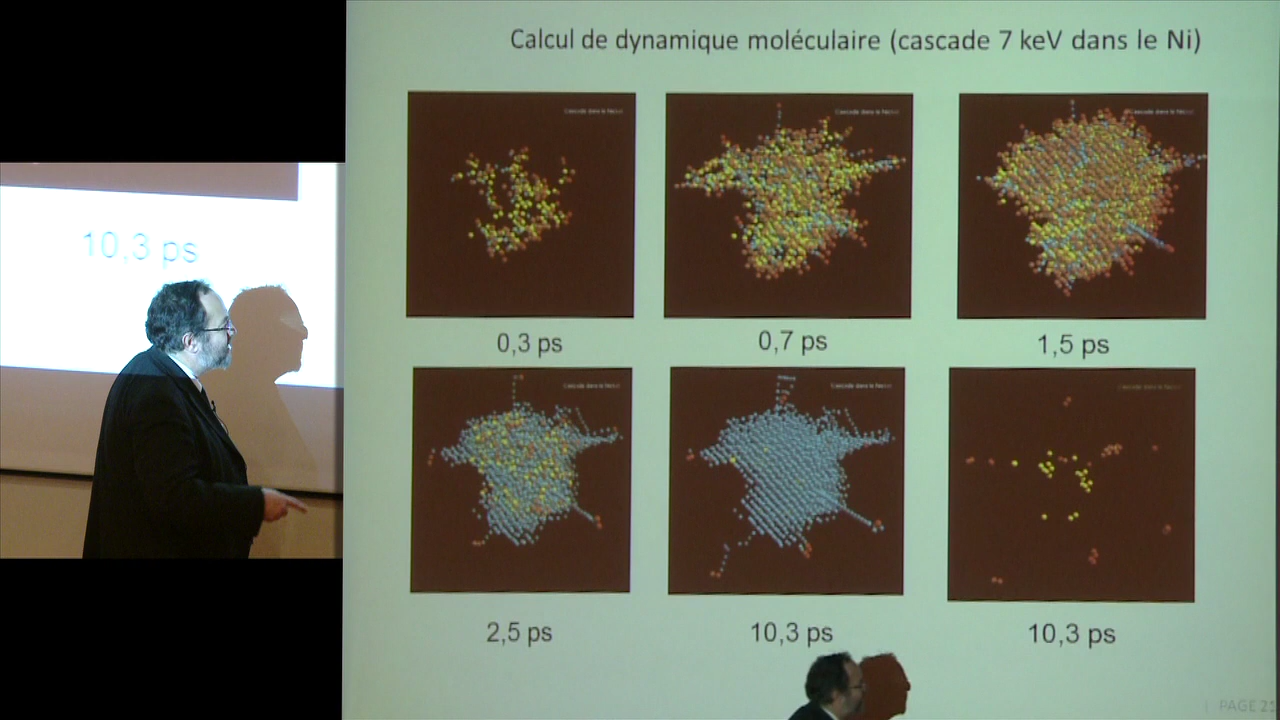 Calcul de dynamique moléculaire (cascade 7 keV dans le Ni)
0,3 ps
0,7 ps
1,5 ps
2,5 ps
10,3 ps
10,3 ps
10,3 ps
PAGE 21